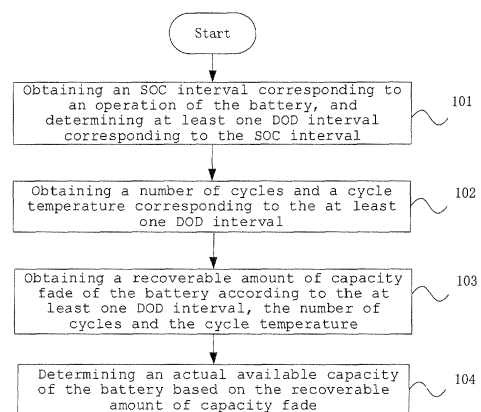 Start
Obtaining an SOC interval corresponding to
an operation of the battery, and
determining at least one DOD interval
corresponding to the SOC interval
101
Obtaining a number of cycles and a cycle
temperature corresponding to the at least
one DOD interval
102
Obtaining a recoverable amount of capacity
fade of the battery according to the at
least one DOD interval, the number of
cycles and the cycle temperature
103
Determining an actual available capacity
of the battery based on the recoverable
amount of capacity fade
104